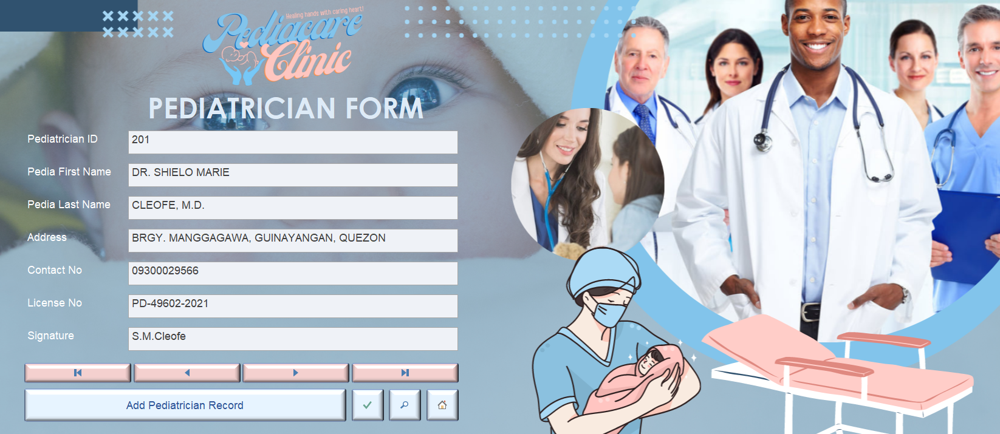 Healing hands with caring heart!
Pediacare
Clinic
PEDIATRICIAN FORM
Pediatrician ID 201
Pedia First Name DR. SHIELO MARIE
Pedia Last Name CLEOFE, M.D.
Address BRGY. MANGGAGAWA, GUINAYANGAN, QUEZON
Contact No 09300029566
License No PD-49602-2021
Signature S.M.Cleofe
Add Pediatrician Record